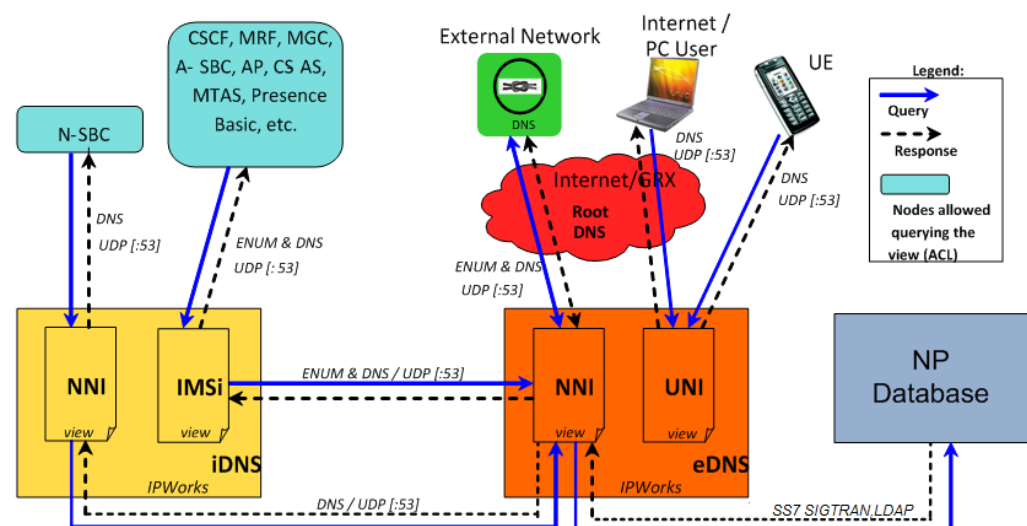 CSCF, MRF, MGC,
A- SBC, AP, CS AS,
MTAS, Presence
Basic, etc.
N-SBC
External Network
DNS
Internet /
PC User
UE
Legend:
Query
Response
Nodes allowed
querying the
view (ACL)
DNS
UDP [:53]
ENUM & DNS
UDP [: 53]
Internet/GRX
Root
DNS
ENUM & DNS
UDP [:53]
DNS
UDP [:53]
DNS
UDP [:53]
NNI
view
IMSi
view
iDNS
IPWorks
ENUM & DNS / UDP [:53]
NNI
view
UNI
view
eDNS
IPWorks
NP
Database
DNS / UDP [:53]
SS7 SIGTRAN,LDAP